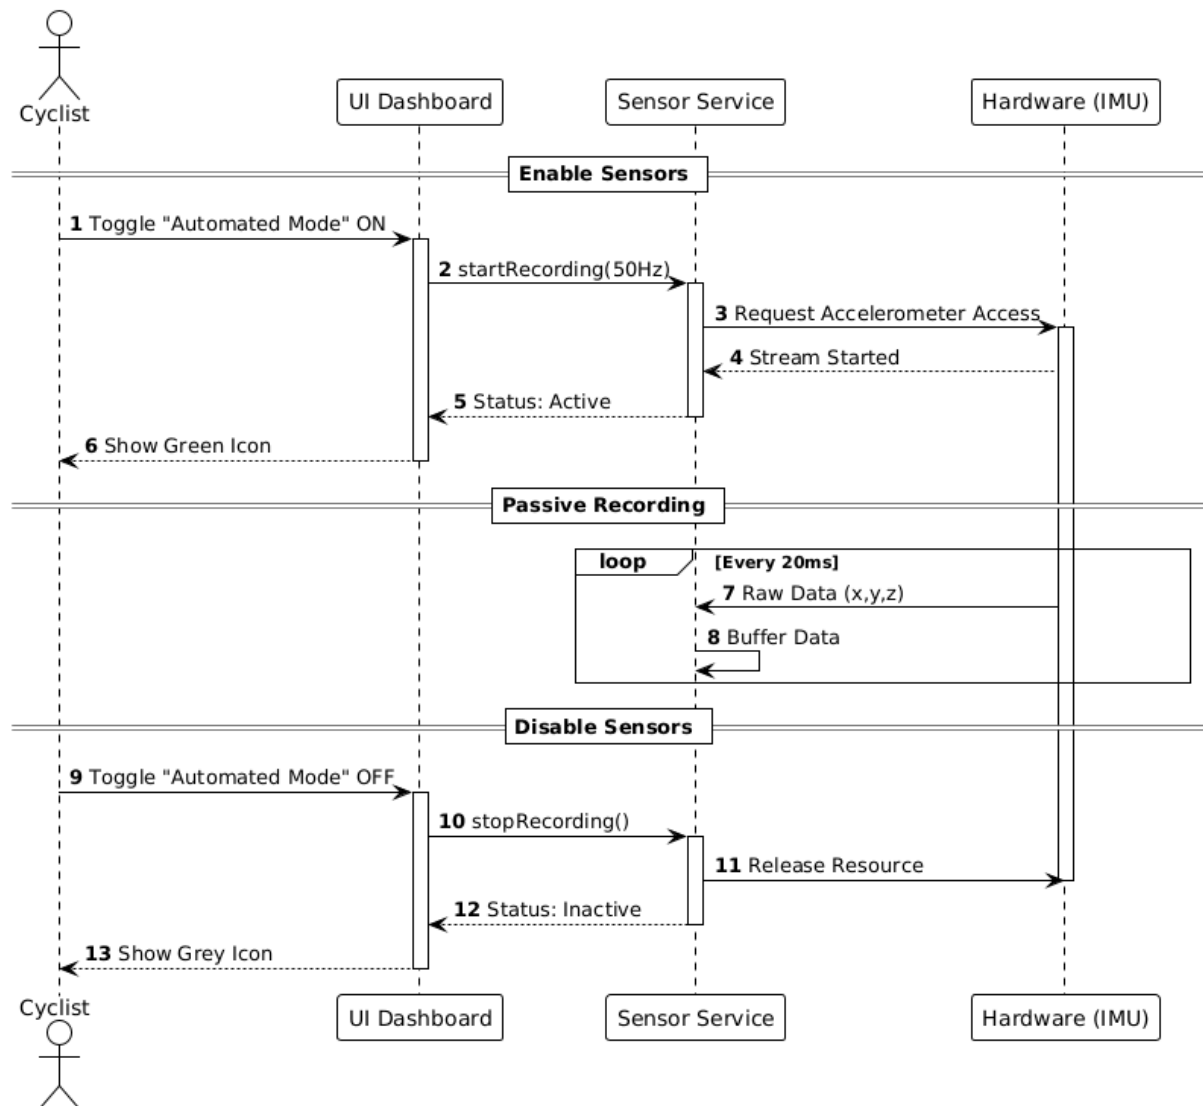 Cyclist
UI Dashboard
Sensor Service
Hardware (IMU)
Enable Sensors
1 Toggle "Automated Mode" ON
2 startRecording(50Hz)
3 Request Accelerometer Access
4 Stream Started
5 Status: Active
6 Show Green Icon
Passive Recording
loop [Every 20ms]
7 Raw Data (x,y,z)
8 Buffer Data
Disable Sensors
9 Toggle "Automated Mode" OFF
10 stopRecording()
11 Release Resource
12 Status: Inactive
13 Show Grey Icon
Cyclist
UI Dashboard
Sensor Service
Hardware (IMU)